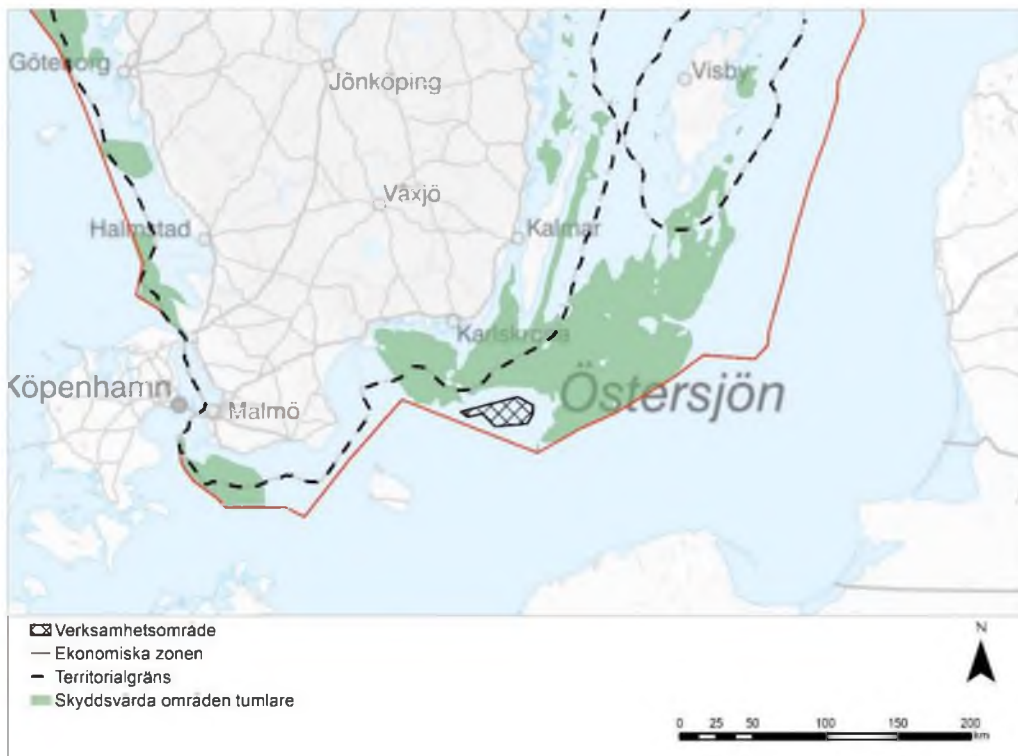 Göteborg
Jönköping
Visby
Växjö
Halmstad
Kalmar
Karlskrona
Köpenhamn
Malmö
Östersjön
Verksamhetsområde
Ekonomiska zonen
Territorialgräns
Skyddsvärda områden tumlare
N
0 25 50 100 150 200
km